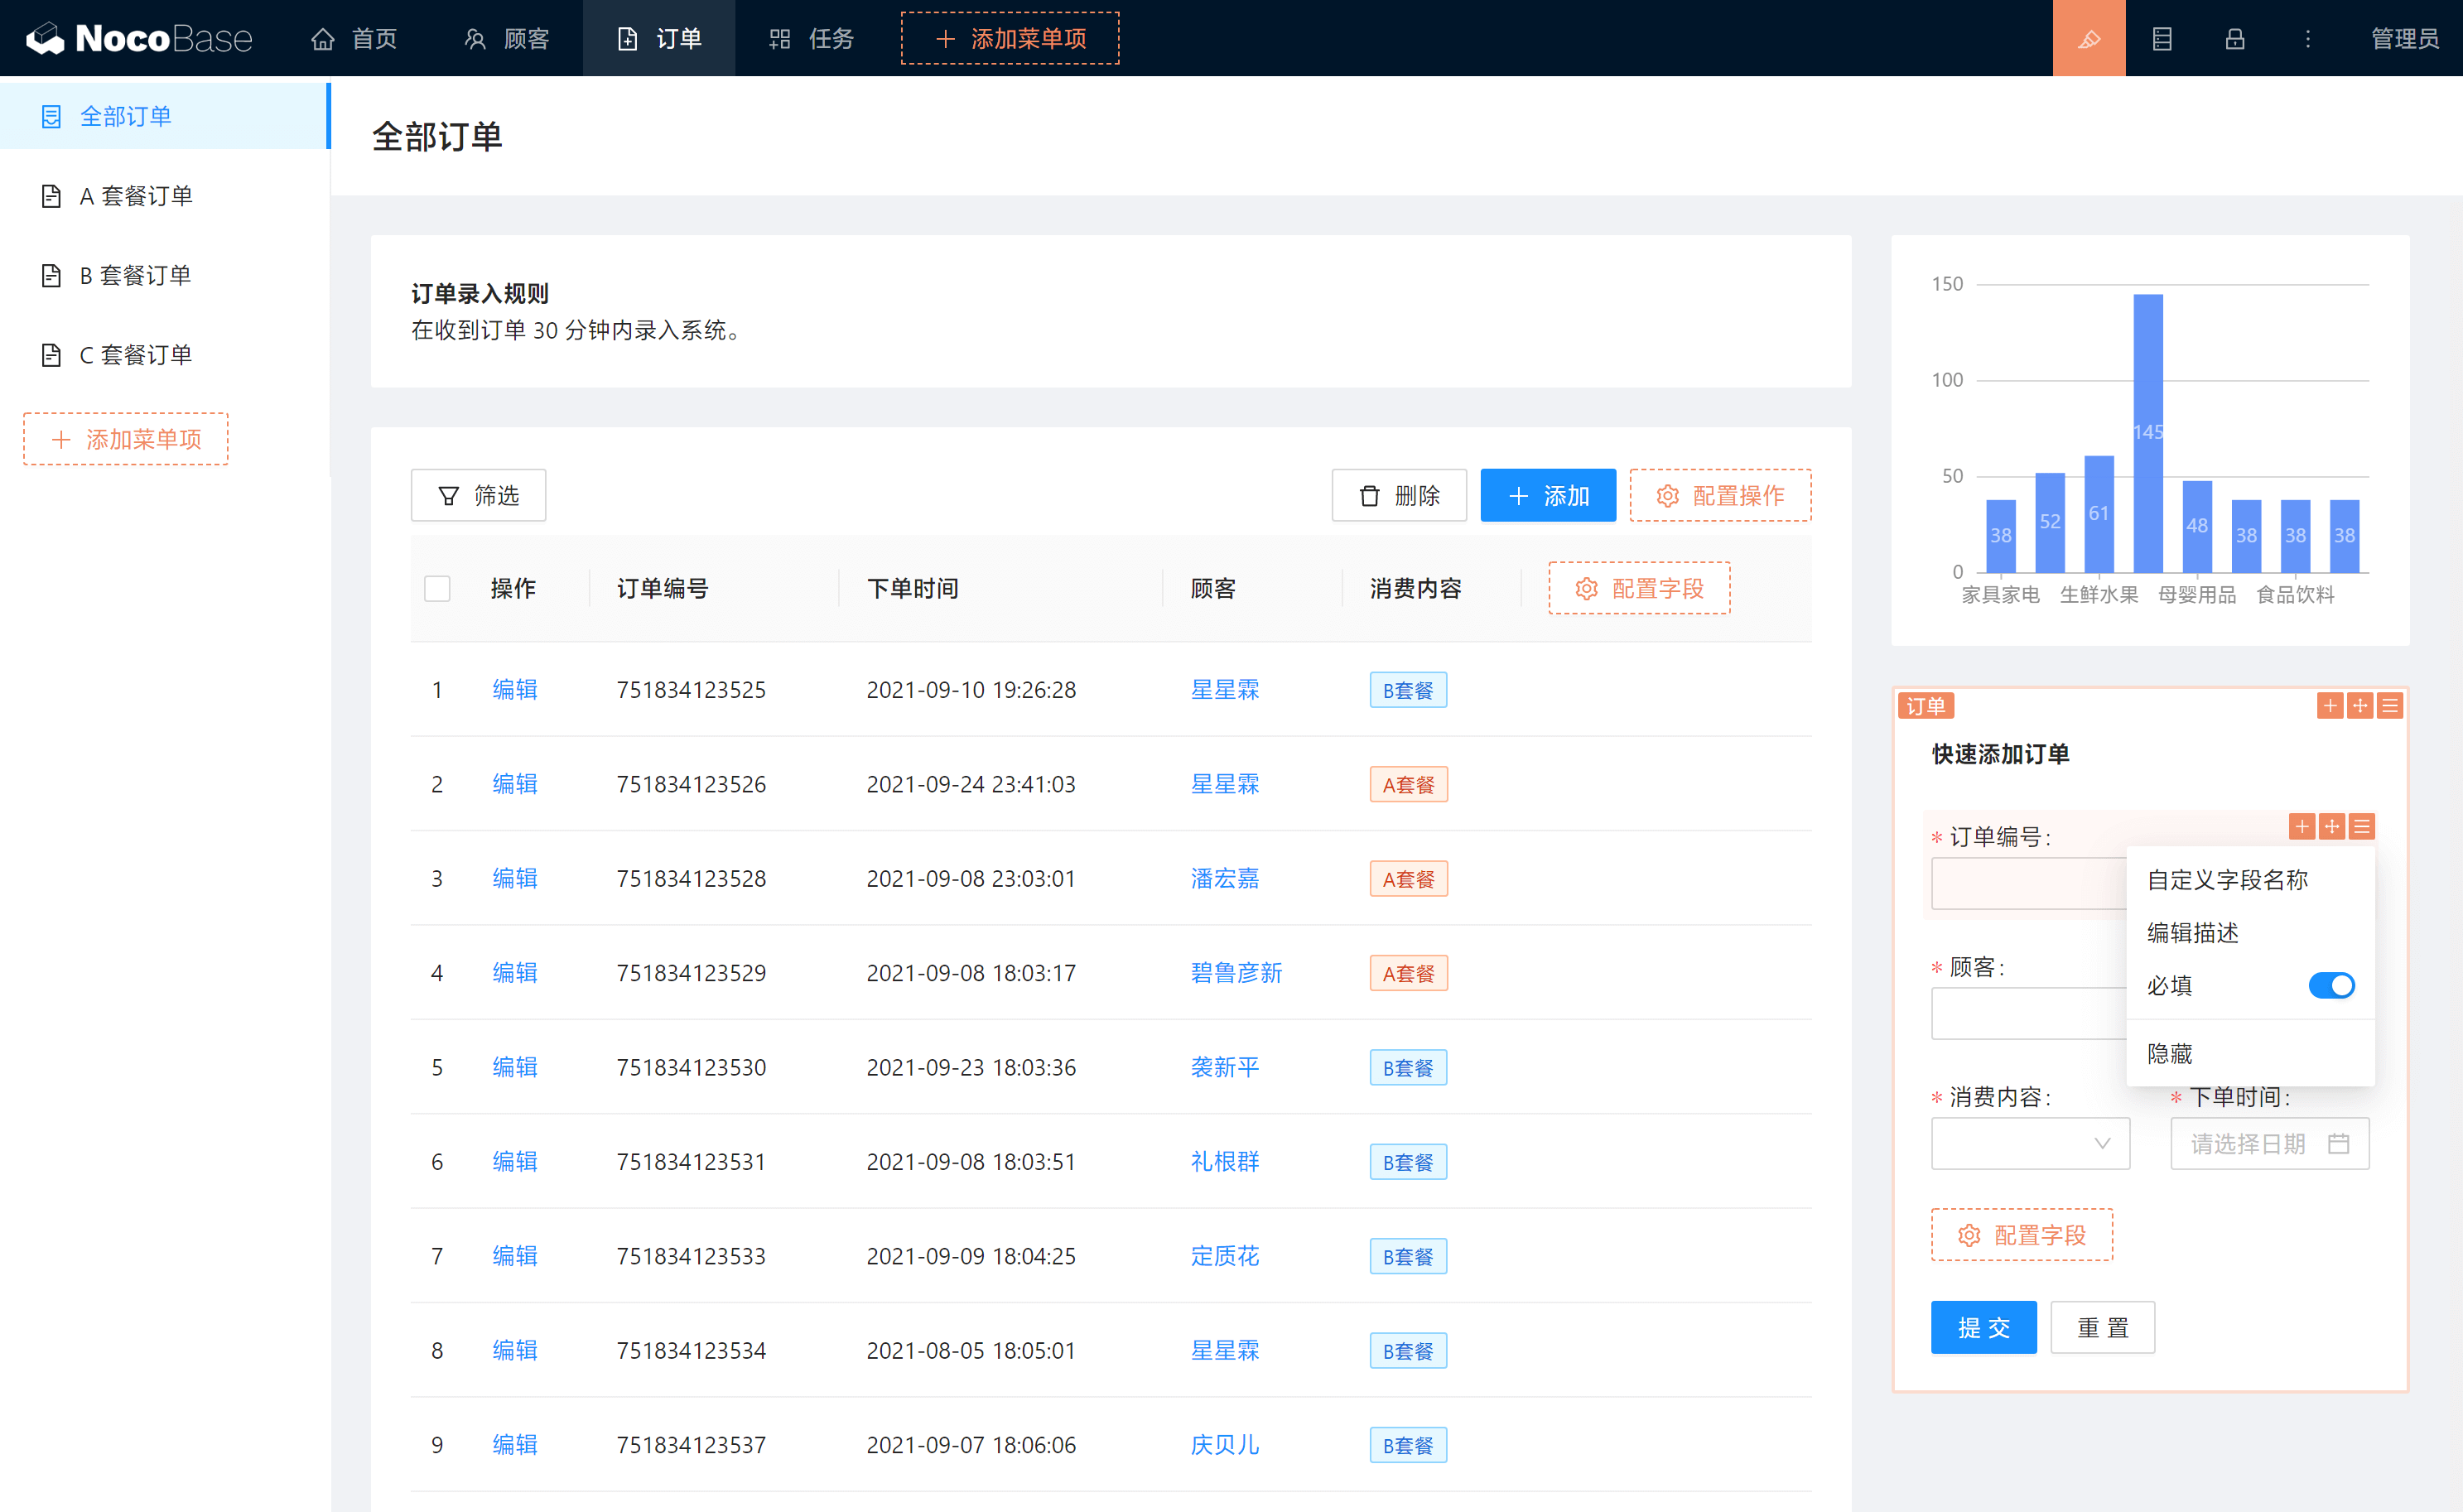 NocoBase 首页 顾客 订单 任务 添加菜单项 管理员
全部订单
A 套餐订单
B 套餐订单
C 套餐订单
添加菜单项
全部订单
订单录入规则
在收到订单 30 分钟内录入系统。
筛选 删除 添加 配置操作
操作 订单编号 下单时间 顾客 消费内容 配置字段
1 编辑 751834123525 2021-09-10 19:26:28 星星霖 B套餐
2 编辑 751834123526 2021-09-24 23:41:03 星星霖 A套餐
3 编辑 751834123528 2021-09-08 23:03:01 潘宏嘉 A套餐
4 编辑 751834123529 2021-09-08 18:03:17 碧鲁彦新 A套餐
5 编辑 751834123530 2021-09-23 18:03:36 袭新平 B套餐
6 编辑 751834123531 2021-09-08 18:03:51 礼根群 B套餐
7 编辑 751834123533 2021-09-09 18:04:25 定质花 B套餐
8 编辑 751834123534 2021-08-05 18:05:01 星星霖 B套餐
9 编辑 751834123537 2021-09-07 18:06:06 庆贝儿 B套餐
150
100
50
0
38 52 61 145 48 38 38 38
家具家电 生鲜水果 母婴用品 食品饮料
订单
快速添加订单
* 订单编号:
自定义字段名称
编辑描述
必填
隐藏
* 顾客:
* 消费内容: * 下单时间:
请选择日期
配置字段
提 交 重 置